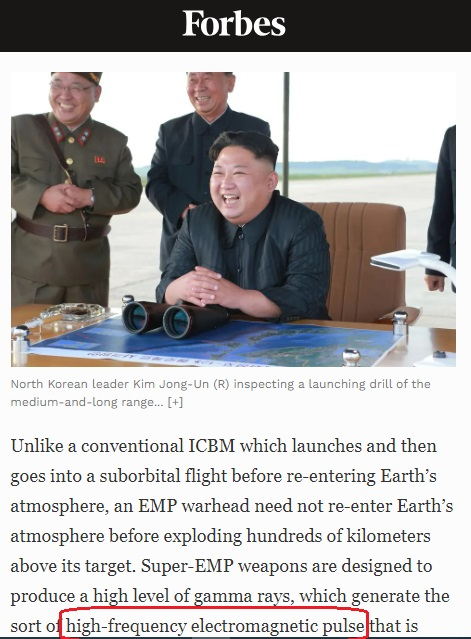 Forbes
North Korean leader Kim Jong-Un (R) inspecting a launching drill of the
medium-and-long range... [+]
Unlike a conventional ICBM which launches and then
goes into a suborbital flight before re-entering Earth’s
atmosphere, an EMP warhead need not re-enter Earth’s
atmosphere before exploding hundreds of kilometers
above its target. Super-EMP weapons are designed to
produce a high level of gamma rays, which generate the
sort of high-frequency electromagnetic pulse that is